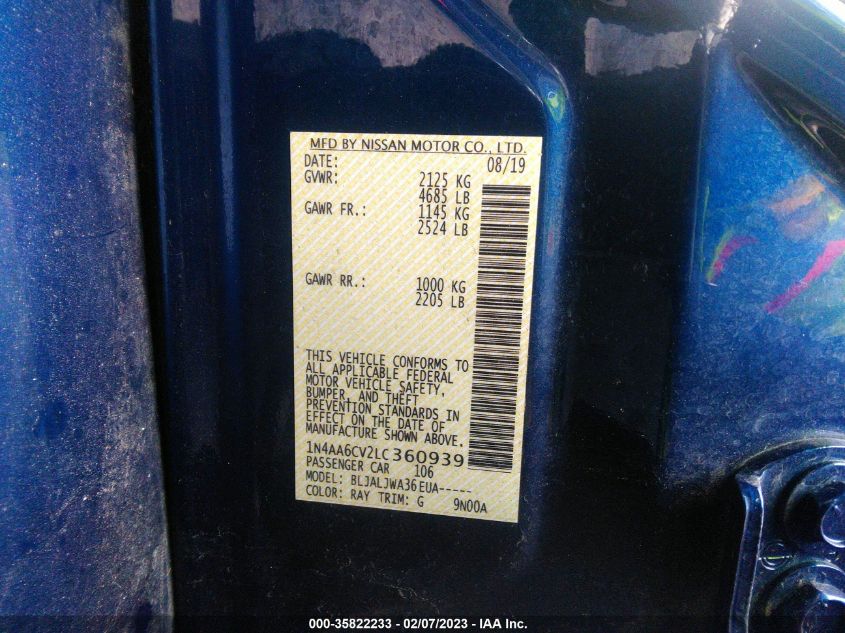 MFD BY NISSAN MOTOR CO., LTD.
DATE: 08/19
GVWR: 2125 KG
4685 LB
GAWR FR.: 1145 KG
2524 LB
GAWR RR.: 1000 KG
2205 LB
THIS VEHICLE CONFORMS TO
ALL APPLICABLE FEDERAL
MOTOR VEHICLE SAFETY,
BUMPER, AND THEFT
PREVENTION STANDARDS IN
EFFECT ON THE DATE OF
MANUFACTURE SHOWN ABOVE.
1N4AA6CV2LC360939
PASSENGER CAR 106
MODEL: BLJALJWA36EUA-----
COLOR: RAY TRIM: G 9N00A
000-35822233 - 02/07/2023 - IAA Inc.